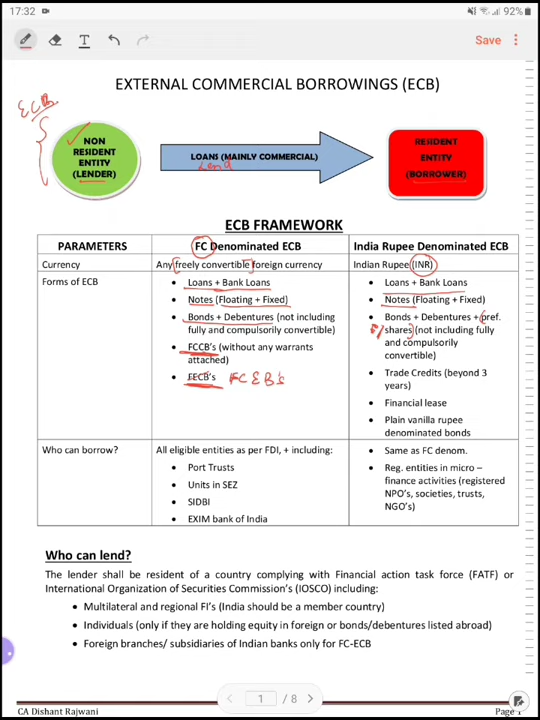 17:32
92%
T
Save
EXTERNAL COMMERCIAL BORROWINGS (ECB)
ECB
NON
RESIDENT
ENTITY
(LENDER)
LOANS (MAINLY COMMERCIAL)
Lend
RESIDENT
ENTITY
(BORROWER)
ECB FRAMEWORK
PARAMETERS FC Denominated ECB India Rupee Denominated ECB
Currency Any freely convertible foreign currency Indian Rupee (INR)
Forms of ECB
• Loans + Bank Loans
• Notes (Floating + Fixed)
• Bonds + Debentures (not including
fully and compulsorily convertible)
• FCCB's (without any warrants
attached)
• FECB's FCEB's
• Loans + Bank Loans
• Notes (Floating + Fixed)
• Bonds + Debentures + pref.
shares (not including fully
and compulsorily
convertible)
• Trade Credits (beyond 3
years)
• Financial lease
• Plain vanilla rupee
denominated bonds
Who can borrow?
All eligible entities as per FDI, + including:
• Port Trusts
• Units in SEZ
• SIDBI
• EXIM bank of India
• Same as FC denom.
• Reg. entities in micro –
finance activities (registered
NPO's, societies, trusts,
NGO's)
Who can lend?
The lender shall be resident of a country complying with Financial action task force (FATF) or
International Organization of Securities Commission's (IOSCO) including:
• Multilateral and regional FI's (India should be a member country)
• Individuals (only if they are holding equity in foreign or bonds/debentures listed abroad)
• Foreign branches/ subsidiaries of Indian banks only for FC-ECB
1 / 8
CA Dishant Rajwani Page 1